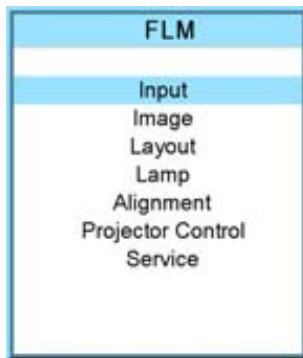 FLM
Input
Image
Layout
Lamp
Alignment
Projector Control
Service